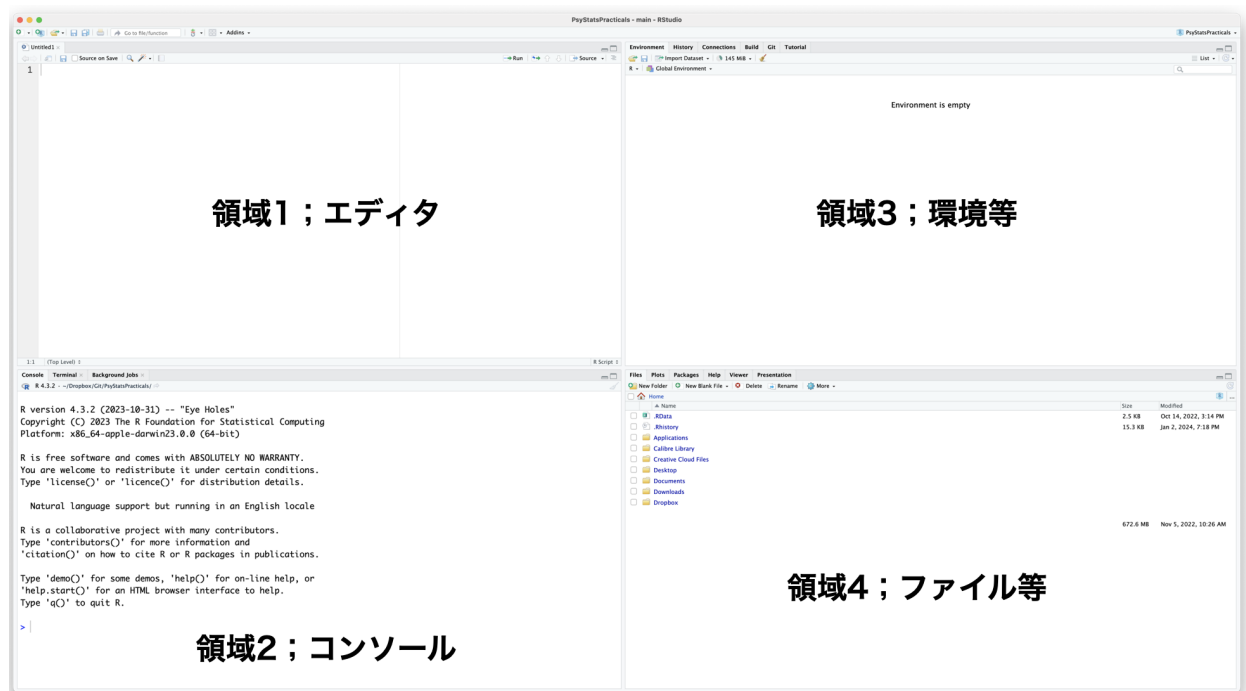 PsyStatsPracticals - main - RStudio
Go to file/function Addins PsyStatsPracticals
Untitled1
Source on Save Run Source
1
領域1；エディタ
1:1 (Top Level) R Script
Environment History Connections Build Git Tutorial
Import Dataset 145 MiB List
R Global Environment
Environment is empty
領域3；環境等
Console Terminal Background Jobs
R 4.3.2 · ~/Dropbox/Git/PsyStatsPracticals/
R version 4.3.2 (2023-10-31) -- "Eye Holes"
Copyright (C) 2023 The R Foundation for Statistical Computing
Platform: x86_64-apple-darwin23.0.0 (64-bit)
R is free software and comes with ABSOLUTELY NO WARRANTY.
You are welcome to redistribute it under certain conditions.
Type 'license()' or 'licence()' for distribution details.
Natural language support but running in an English locale
R is a collaborative project with many contributors.
Type 'contributors()' for more information and
'citation()' on how to cite R or R packages in publications.
Type 'demo()' for some demos, 'help()' for on-line help, or
'help.start()' for an HTML browser interface to help.
Type 'q()' to quit R.
>
領域2；コンソール
Files Plots Packages Help Viewer Presentation
New Folder New Blank File Delete Rename More
Home
Name Size Modified
.RData 2.5 KB Oct 14, 2022, 3:14 PM
.Rhistory 15.3 KB Jan 2, 2024, 7:18 PM
Applications
Calibre Library
Creative Cloud Files
Desktop
Documents
Downloads
Dropbox
672.6 MB Nov 5, 2022, 10:26 AM
領域4；ファイル等